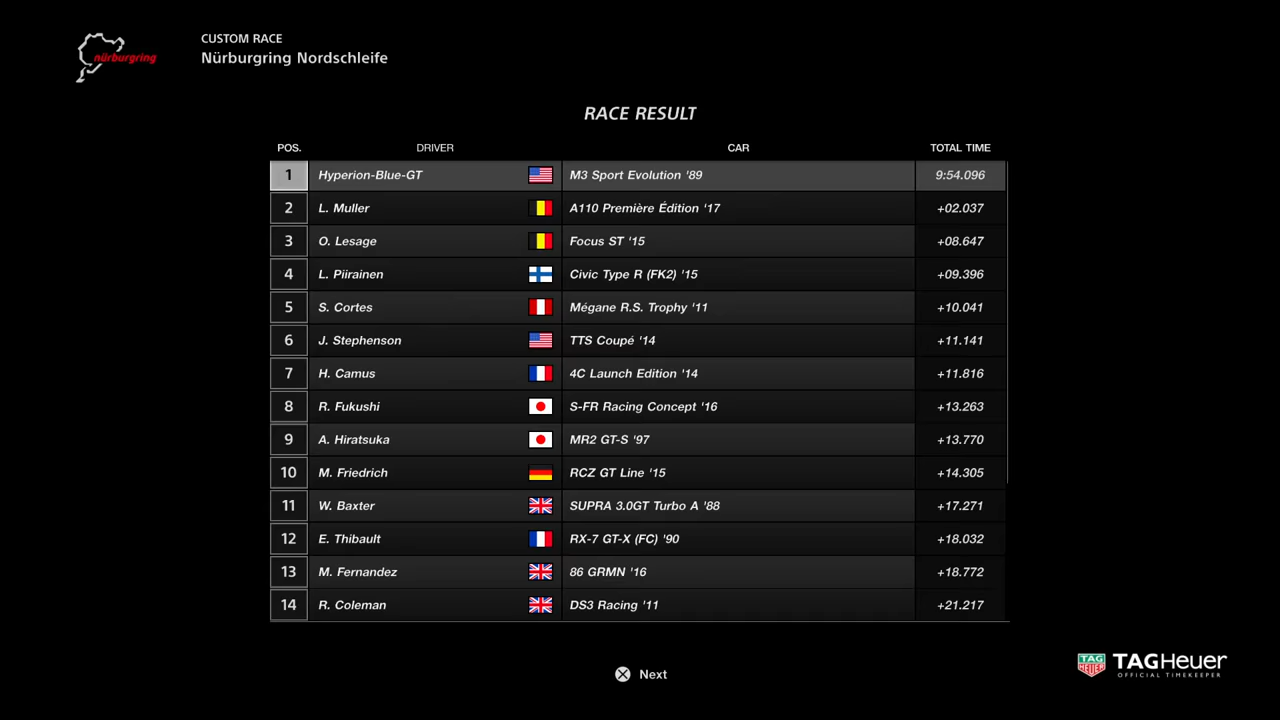 CUSTOM RACE
nürburgring
Nürburgring Nordschleife
RACE RESULT
POS. DRIVER CAR TOTAL TIME
1 Hyperion-Blue-GT M3 Sport Evolution '89 9:54.096
2 L. Muller A110 Première Édition '17 +02.037
3 O. Lesage Focus ST '15 +08.647
4 L. Piirainen Civic Type R (FK2) '15 +09.396
5 S. Cortes Mégane R.S. Trophy '11 +10.041
6 J. Stephenson TTS Coupé '14 +11.141
7 H. Camus 4C Launch Edition '14 +11.816
8 R. Fukushi S-FR Racing Concept '16 +13.263
9 A. Hiratsuka MR2 GT-S '97 +13.770
10 M. Friedrich RCZ GT Line '15 +14.305
11 W. Baxter SUPRA 3.0GT Turbo A '88 +17.271
12 E. Thibault RX-7 GT-X (FC) '90 +18.032
13 M. Fernandez 86 GRMN '16 +18.772
14 R. Coleman DS3 Racing '11 +21.217
Next
TAG HEUER
TAGHeuer
OFFICIAL TIMEKEEPER